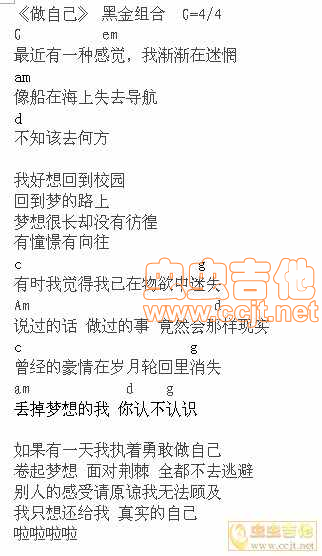 《做自己》 黑金组合 G=4/4
G em
最近有一种感觉，我渐渐在迷惘
am
像船在海上失去导航
d
不知该去何方
我好想回到校园
回到梦的路上
梦想很长却没有彷徨
有憧憬有向往
c g
有时我觉得我已在物欲中迷失
Am d
说过的话 做过的事 竟然会那样现实
c g
曾经的豪情在岁月轮回里消失
am d g
丢掉梦想的我 你认不认识
如果有一天我执着勇敢做自己
卷起梦想 面对荆棘 全都不去逃避
别人的感受请原谅我无法顾及
我只想还给我 真实的自己
啦啦啦啦
虫虫吉他
www.ccjt.net
虫虫吉他
www.ccjt.net